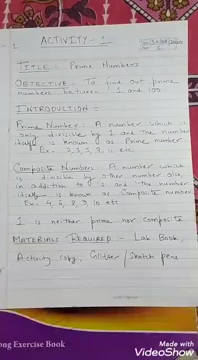 ACTIVITY - 1
TITLE : Prime Numbers
OBJECTIVE : To find out prime
numbers between 1 and 100
INTRODUCTION :
Prime Number : A number which is
only divisible by 1 and the number
itself is known as Prime number
Ex - 2, 3, 5, etc.
Composite Numbers : A number which
is divisible by other number also,
in addition to 1 and the number
itself is known as Composite number
Ex - 4, 6, 8, 9, 10 etc
1 is neither prime nor composite
MATERIALS REQUIRED - Lab Book,
Activity copy, Glitter / Sketch pens
ong Exercise Book
Made with
VivaVideo